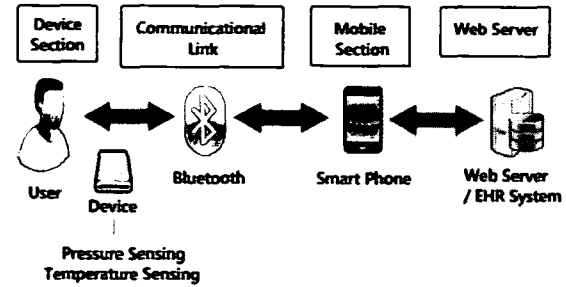 Device
Section
Communicational
Link
Mobile
Section
Web Server
User
Device
Bluetooth
Smart Phone
Web Server
/ EHR System
Pressure Sensing
Temperature Sensing